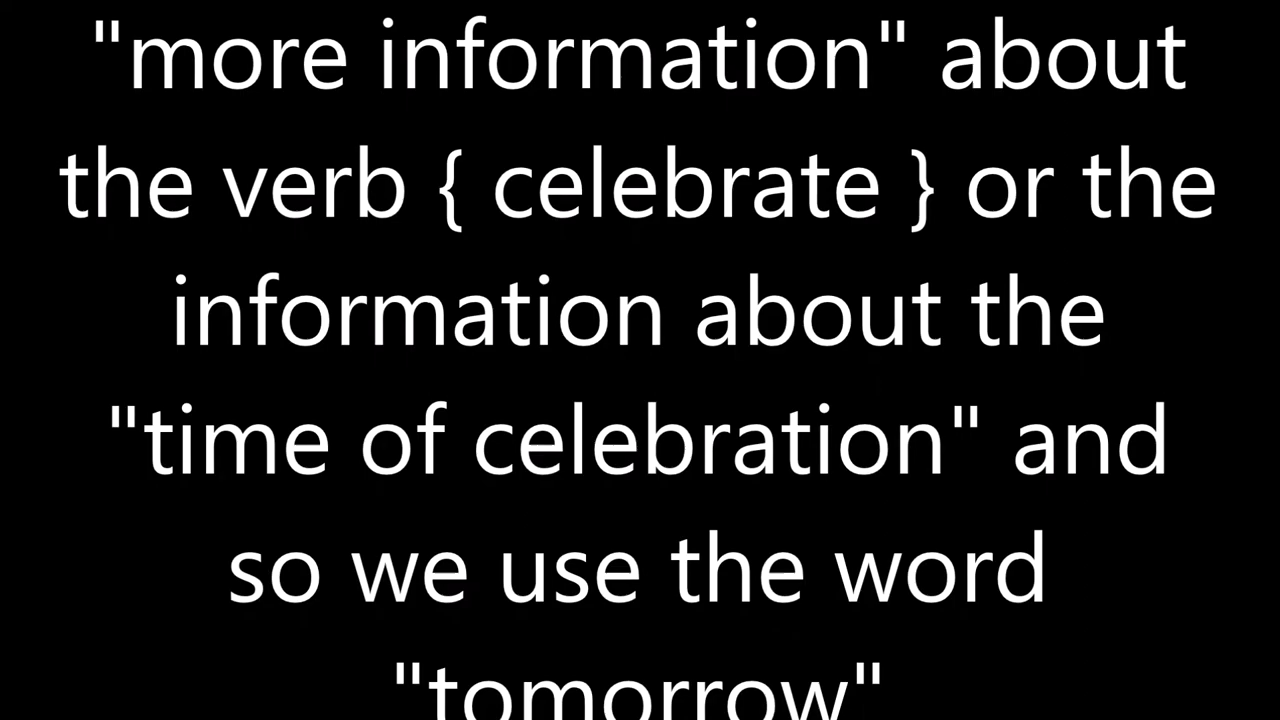 "more information" about
the verb { celebrate } or the
information about the
"time of celebration" and
so we use the word
"tomorrow"